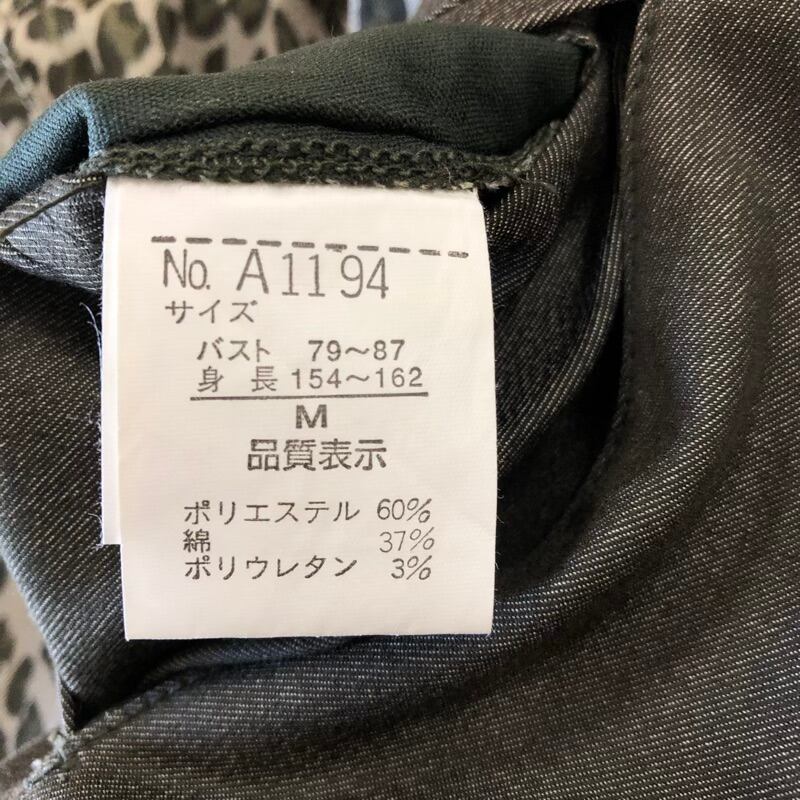 No. A1194
サイズ
バスト 79〜87
身長 154〜162
M
品質表示
ポリエステル 60%
綿 37%
ポリウレタン 3%